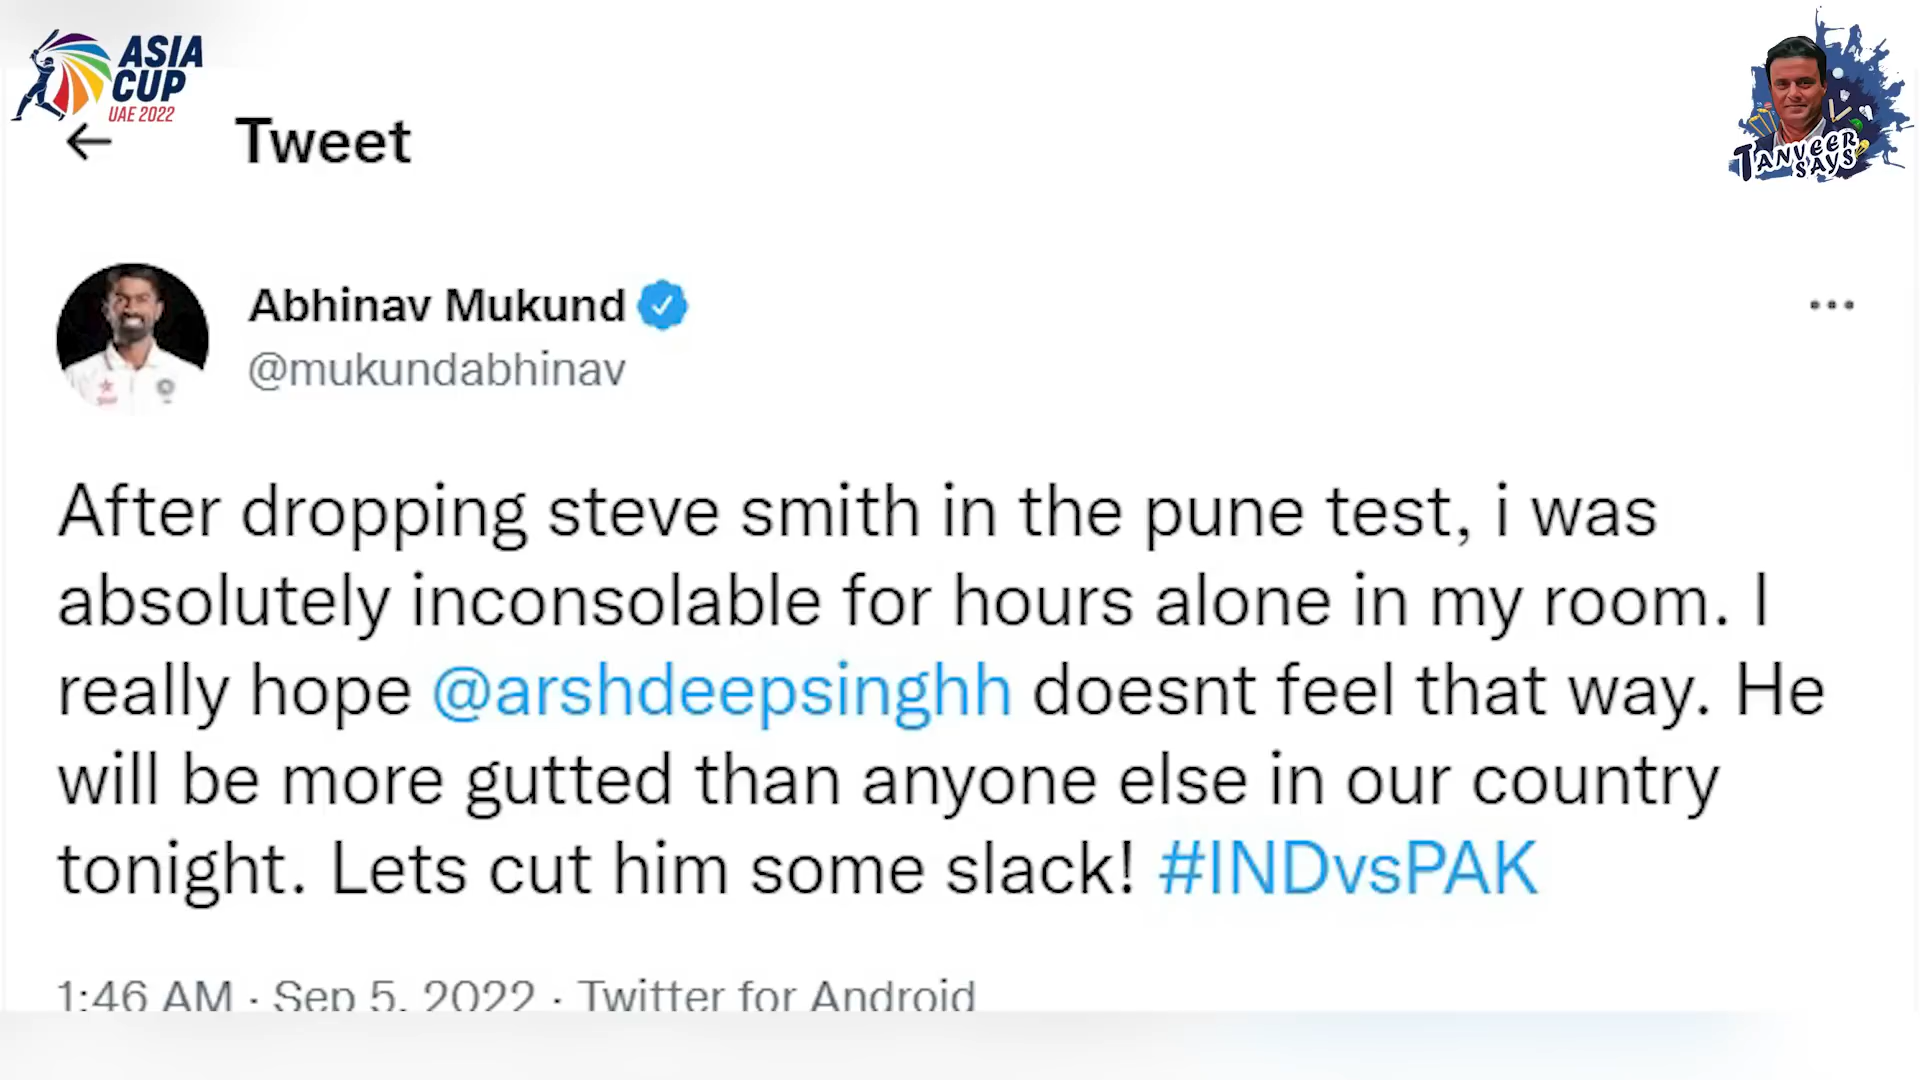 ASIA
CUP
UAE 2022
Tweet
TANVEER
SAYS
Abhinav Mukund
@mukundabhinav
After dropping steve smith in the pune test, i was
absolutely inconsolable for hours alone in my room. I
really hope @arshdeepsinghh doesnt feel that way. He
will be more gutted than anyone else in our country
tonight. Lets cut him some slack! #INDvsPAK
1:46 AM · Sep 5, 2022 · Twitter for Android